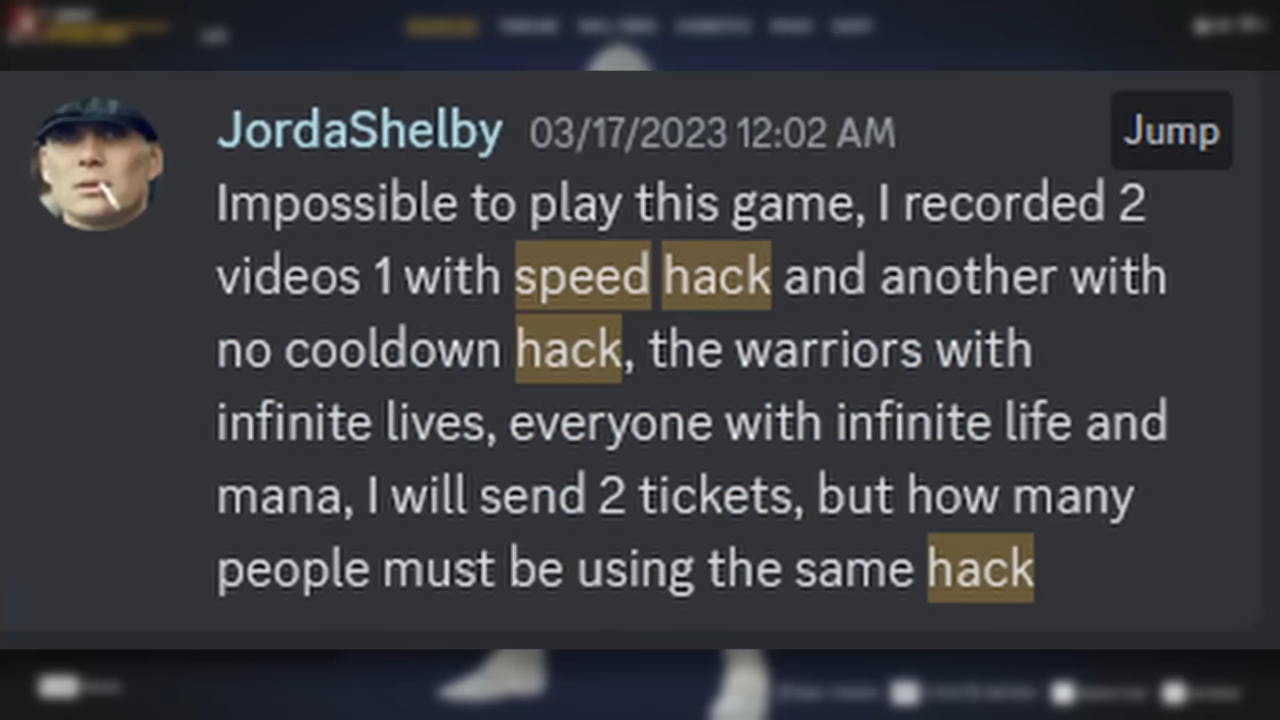 JordaShelby 03/17/2023 12:02 AM
Jump
Impossible to play this game, I recorded 2
videos 1 with speed hack and another with
no cooldown hack, the warriors with
infinite lives, everyone with infinite life and
mana, I will send 2 tickets, but how many
people must be using the same hack